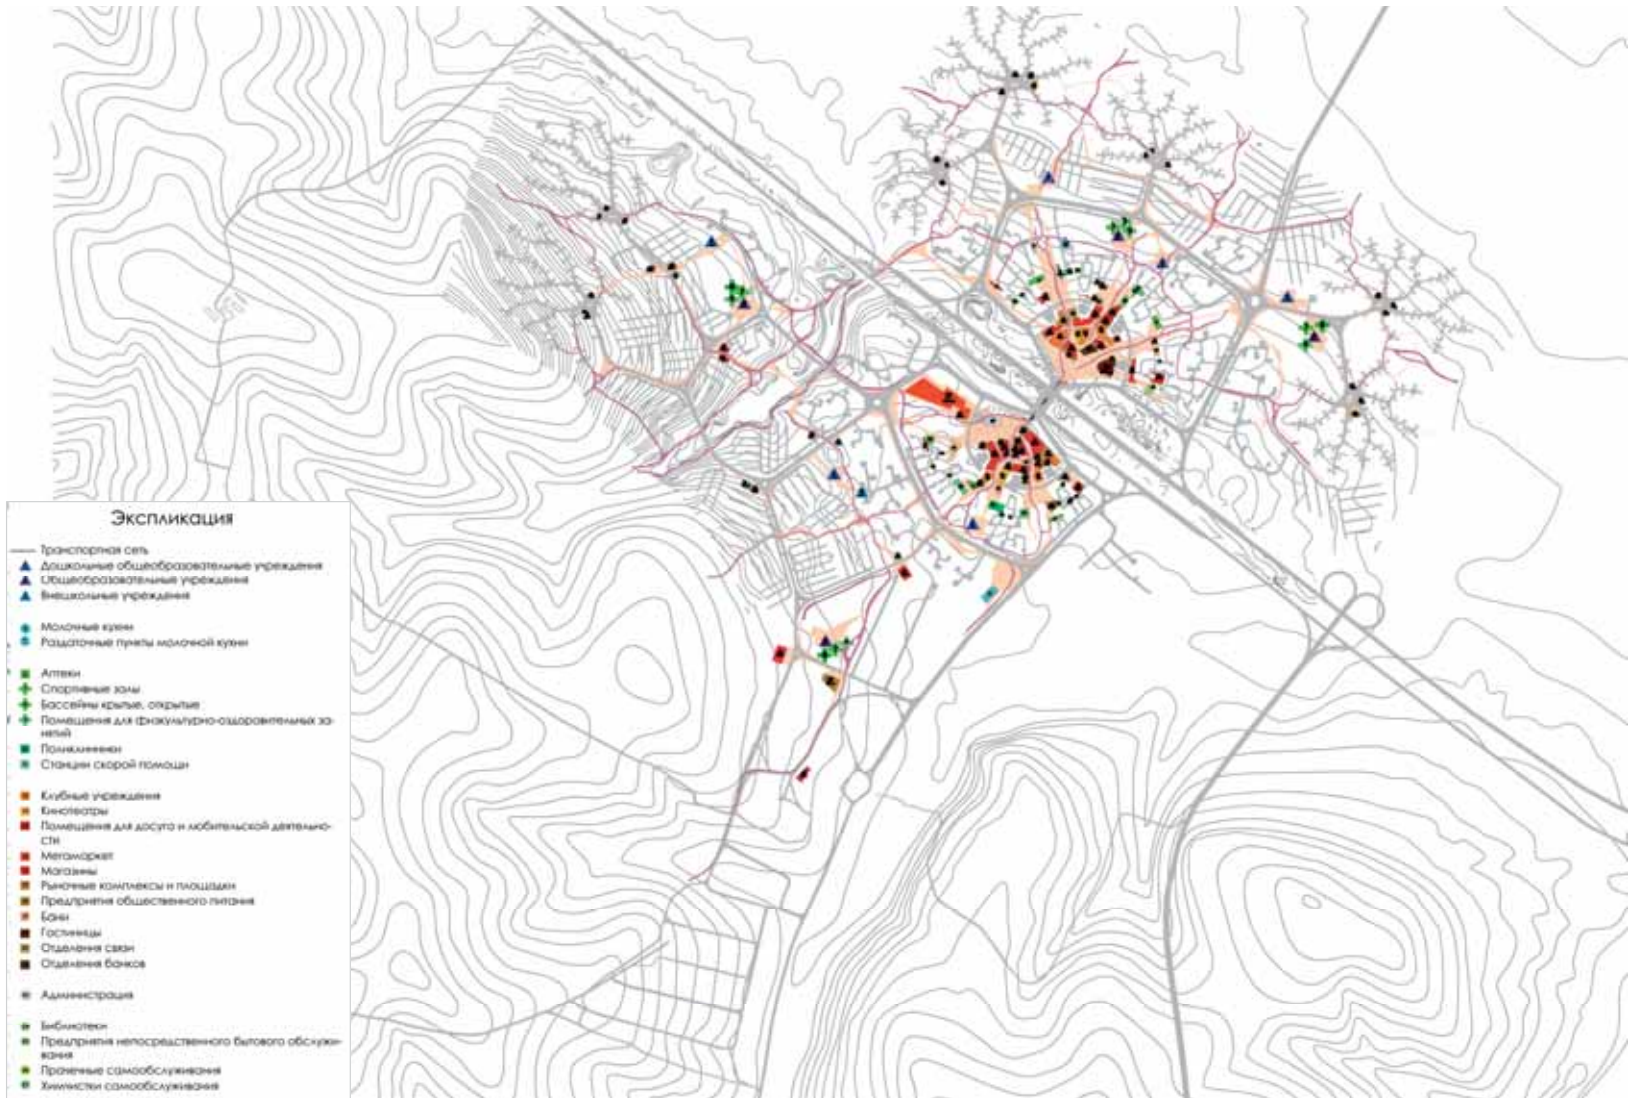 Экспликация
Транспортная сеть
Дошкольные общеобразовательные учреждения
Общеобразовательные учреждения
Внешкольные учреждения
Молочные кухни
Раздаточные пункты молочной кухни
Аптеки
Спортивные залы
Бассейны крытые, открытые
Помещения для физкультурно-оздоровительных за-
нятий
Поликлинники
Станции скорой помощи
Клубные учреждения
Кинотеатры
Помещения для досуга и любительской деятельно-
сти
Мегамаркет
Магазины
Рыночные комплексы и площадки
Предприятия общественного питания
Бани
Гостиницы
Отделения связи
Отделения банков
Администрация
Библиотеки
Предприятия непосредственного бытового обслужи-
вания
Прачечные самообслуживания
Химчистки самообслуживания